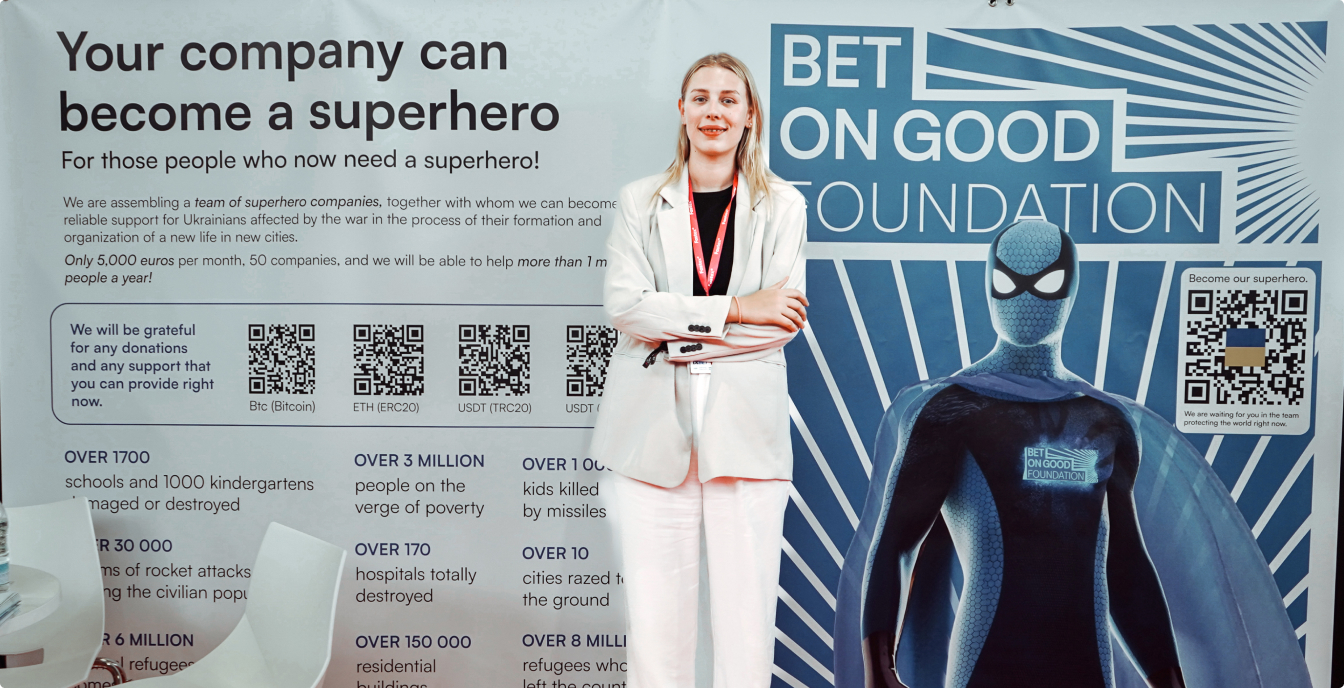 Your company can
become a superhero
For those people who now need a superhero!
We are assembling a team of superhero companies, together with whom we can become
reliable support for Ukrainians affected by the war in the process of their formation and
organization of a new life in new cities.
Only 5,000 euros per month, 50 companies, and we will be able to help more than 1
people a year!
We will be grateful
for any donations
and any support that
you can provide right
now.
Btc (Bitcoin)
ETH (ERC20)
USDT (TRC20)
USDT
OVER 1700
schools and 1000 kindergartens
or destroyed
OVER 3 MILLION
people on the
verge of poverty
OVER 1
kids killed
by missiles
30 000
of rocket attacks
the civilian
OVER 170
hospitals totally
destroyed
OVER 10
cities razed
the ground
6 MILLION
refugees
OVER 150 000
residential
buildings
OVER 8
refugees who
left the
BET
ON GOOD
FOUNDATION
Become our superhero.
We are waiting for you in the team
protecting the world right now.
BET
ON GOOD
FOUNDATION